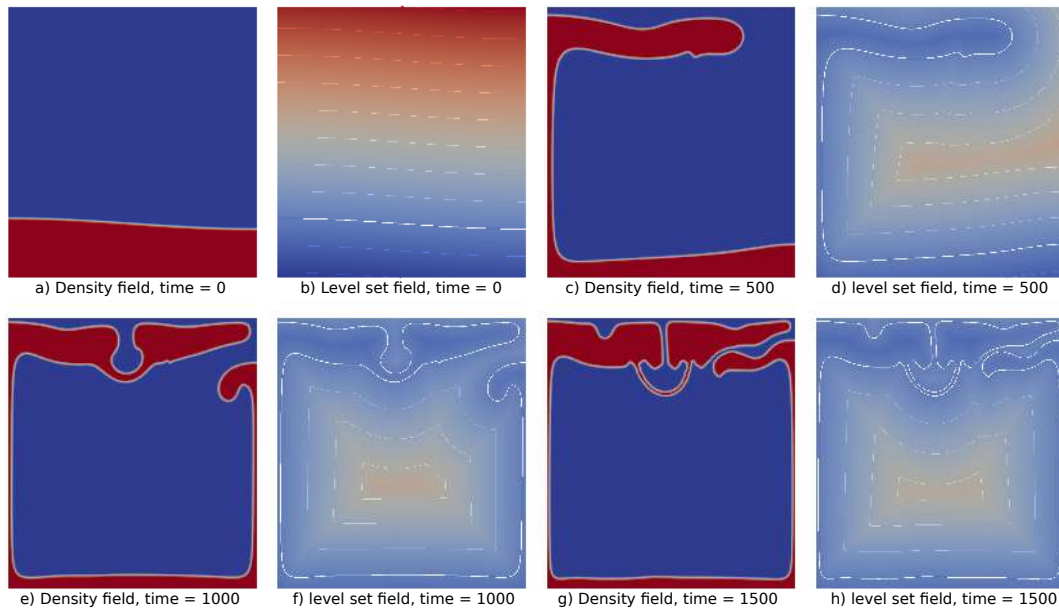 a) Density field, time = 0
b) Level set field, time = 0
c) Density field, time = 500
d) level set field, time = 500
e) Density field, time = 1000
f) level set field, time = 1000
g) Density field, time = 1500
h) level set field, time = 1500